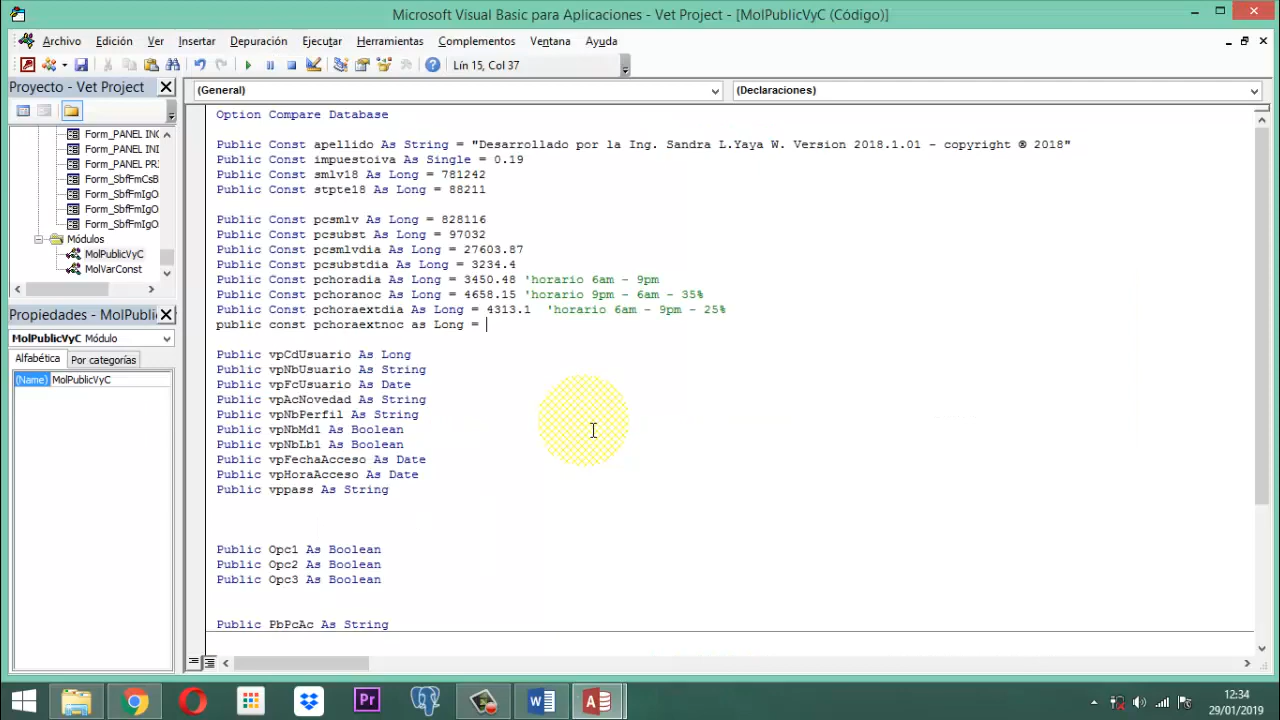 Microsoft Visual Basic para Aplicaciones - Vet Project - [MolPublicVyC (Código)]
Archivo Edición Ver Insertar Depuración Ejecutar Herramientas Complementos Ventana Ayuda
Lín 15, Col 37
Proyecto - Vet Project
(General)
(Declaraciones)
Form_PANEL INC
Form_PANEL INI
Form_PANEL PR
Form_SbfFmCsB
Form_SbfFmIgO
Form_SbfFmIgO
Form_SbfFmIgO
Módulos
MolPublicVyC
MolVarConst
Propiedades - MolPubli
MolPublicVyC Módulo
Alfabética Por categorías
(Name) MolPublicVyC
Option Compare Database
Public Const apellido As String = "Desarrollado por la Ing. Sandra L.Yaya W. Version 2018.1.01 - copyright ® 2018"
Public Const impuestoiva As Single = 0.19
Public Const smlv18 As Long = 781242
Public Const stpte18 As Long = 88211
Public Const pcsmlv As Long = 828116
Public Const pcsubst As Long = 97032
Public Const pcsmlvdia As Long = 27603.87
Public Const pcsubstdia As Long = 3234.4
Public Const pchoradia As Long = 3450.48 'horario 6am - 9pm
Public Const pchoranoc As Long = 4658.15 'horario 9pm - 6am - 35%
Public Const pchoraextdia As Long = 4313.1 'horario 6am - 9pm - 25%
public const pchoraextnoc as Long =
Public vpCdUsuario As Long
Public vpNbUsuario As String
Public vpFcUsuario As Date
Public vpAcNovedad As String
Public vpNbPerfil As String
Public vpNbMd1 As Boolean
Public vpNbLb1 As Boolean
Public vpFechaAcceso As Date
Public vpHoraAcceso As Date
Public vppass As String
Public Opc1 As Boolean
Public Opc2 As Boolean
Public Opc3 As Boolean
Public PbPcAc As String
Pr
12:34
29/01/2019